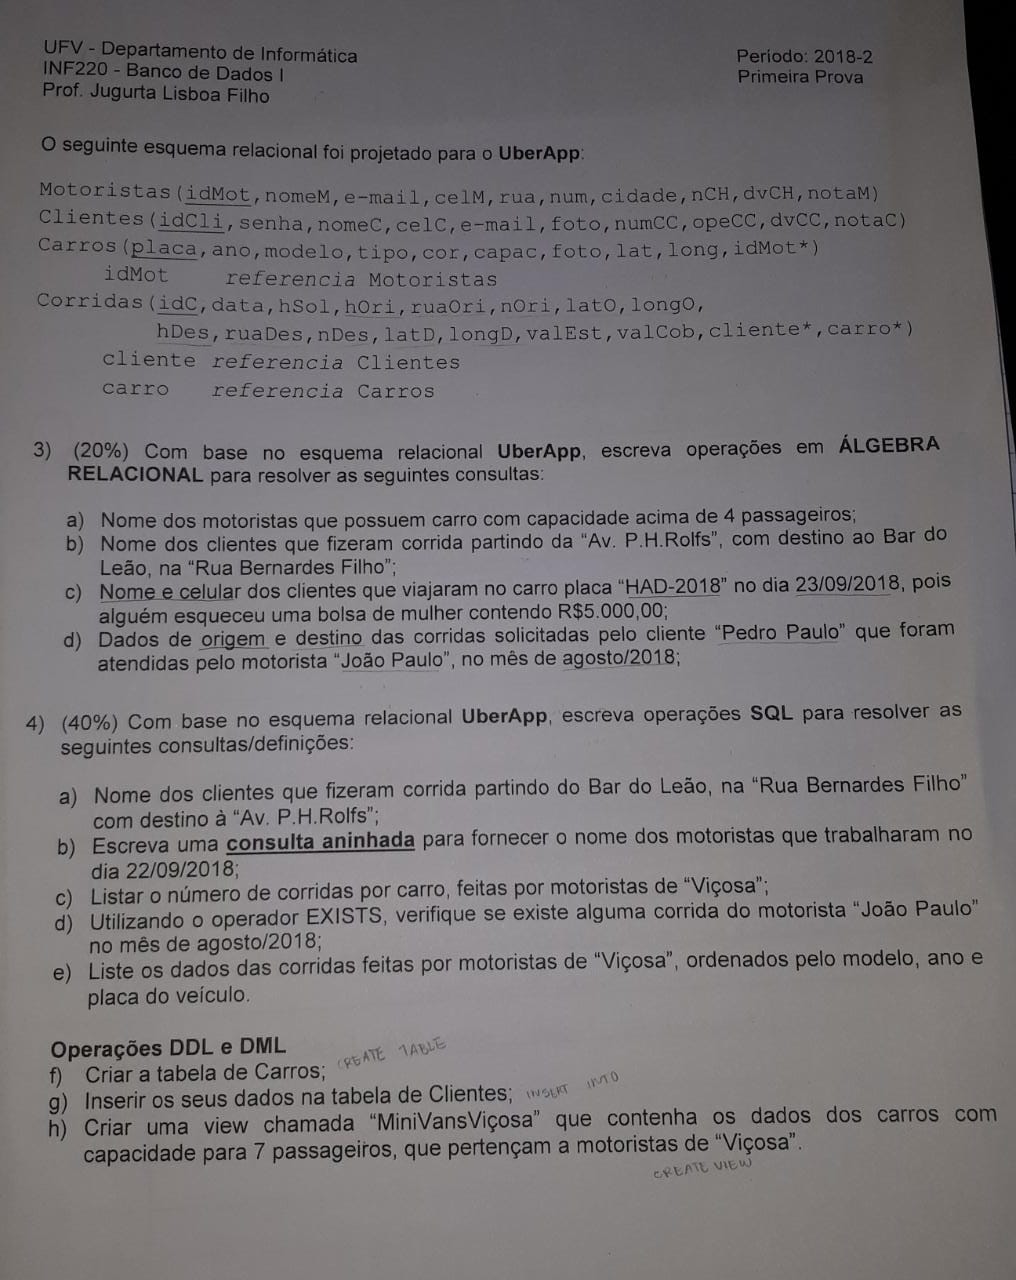 UFV - Departamento de Informática
INF220 - Banco de Dados I
Prof. Jugurta Lisboa Filho
Período: 2018-2
Primeira Prova
O seguinte esquema relacional foi projetado para o UberApp:
Motoristas(idMot,nomeM,e-mail,celM,rua,num,cidade,nCH,dvCH,notaM)
Clientes(idCli,senha,nomeC,celC,e-mail,foto,numCC,opeCC,dvCC,notaC)
Carros(placa,ano,modelo,tipo,cor,capac,foto,lat,long,idMot*)
idMot referencia Motoristas
Corridas(idC,data,hSol,hOri,ruaOri,nOri,latO,longO,
hDes,ruaDes,nDes,latD,longD,valEst,valCob,cliente*,carro*)
cliente referencia Clientes
carro referencia Carros
3) (20%) Com base no esquema relacional UberApp, escreva operações em ÁLGEBRA
RELACIONAL para resolver as seguintes consultas:
a) Nome dos motoristas que possuem carro com capacidade acima de 4 passageiros;
b) Nome dos clientes que fizeram corrida partindo da “Av. P.H.Rolfs”, com destino ao Bar do
Leão, na “Rua Bernardes Filho”;
c) Nome e celular dos clientes que viajaram no carro placa “HAD-2018” no dia 23/09/2018, pois
alguém esqueceu uma bolsa de mulher contendo R$5.000,00;
d) Dados de origem e destino das corridas solicitadas pelo cliente “Pedro Paulo” que foram
atendidas pelo motorista “João Paulo”, no mês de agosto/2018;
4) (40%) Com base no esquema relacional UberApp, escreva operações SQL para resolver as
seguintes consultas/definições:
a) Nome dos clientes que fizeram corrida partindo do Bar do Leão, na “Rua Bernardes Filho”
com destino à “Av. P.H.Rolfs”;
b) Escreva uma consulta aninhada para fornecer o nome dos motoristas que trabalharam no
dia 22/09/2018;
c) Listar o número de corridas por carro, feitas por motoristas de “Viçosa”;
d) Utilizando o operador EXISTS, verifique se existe alguma corrida do motorista “João Paulo”
no mês de agosto/2018;
e) Liste os dados das corridas feitas por motoristas de “Viçosa”, ordenados pelo modelo, ano e
placa do veículo.
Operações DDL e DML
f) Criar a tabela de Carros; CREATE TABLE
g) Inserir os seus dados na tabela de Clientes; INSERT INTO
h) Criar uma view chamada “MiniVansViçosa” que contenha os dados dos carros com
capacidade para 7 passageiros, que pertençam a motoristas de “Viçosa”.
CREATE VIEW